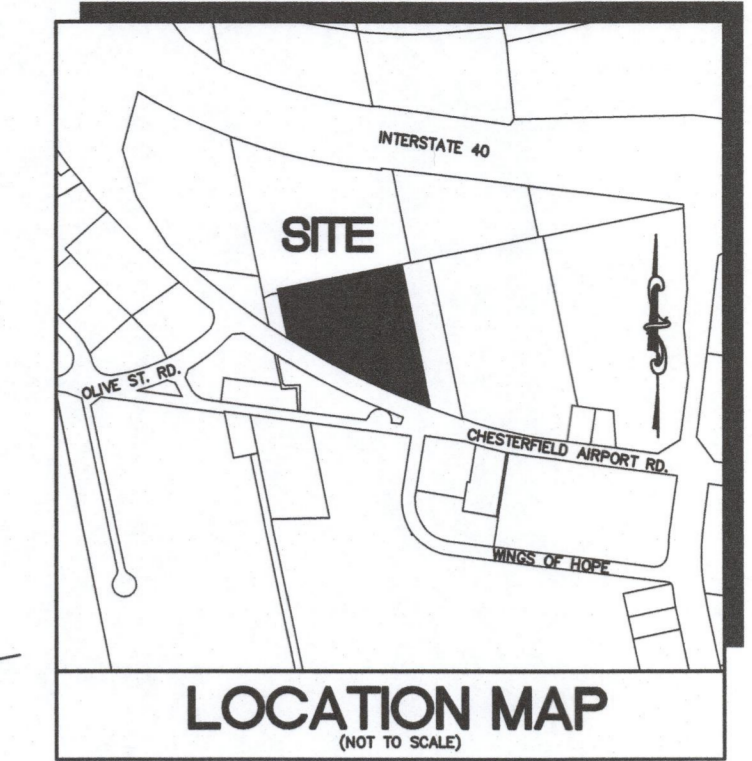 INTERSTATE 40
SITE
OLIVE ST. RD.
CHESTERFIELD AIRPORT RD.
WINGS OF HOPE
LOCATION MAP
(NOT TO SCALE)